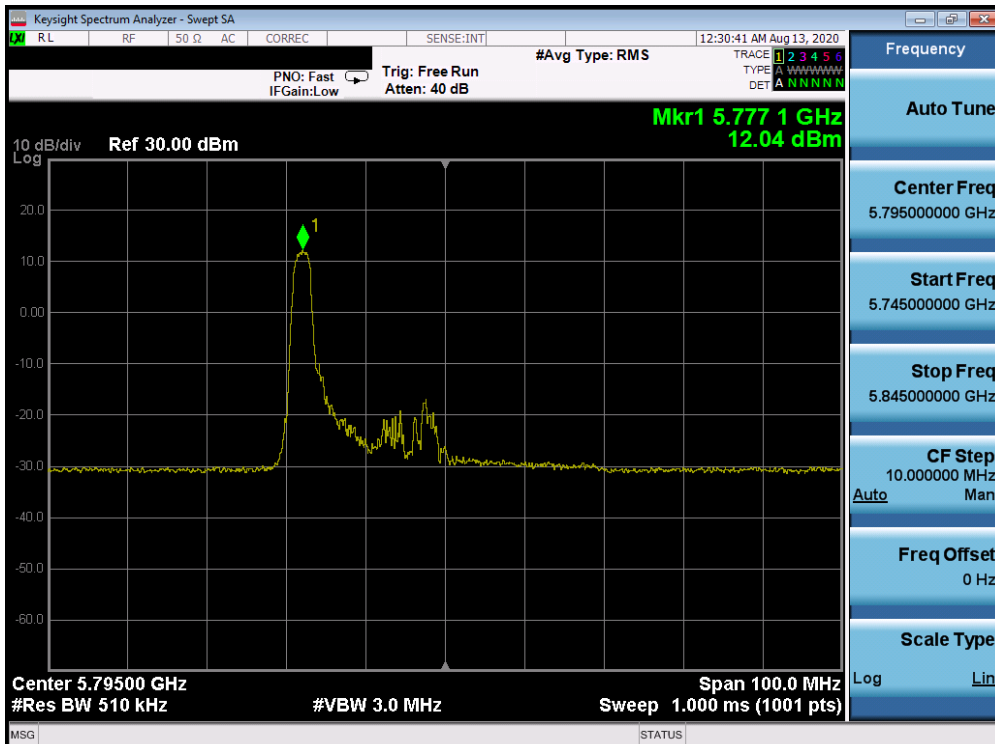 Keysight Spectrum Analyzer - Swept SA
LXI RL RF 50 Ω AC CORREC SENSE:INT 12:30:41 AM Aug 13, 2020
#Avg Type: RMS TRACE 1 2 3 4 5 6
PNO: Fast Trig: Free Run TYPE A WWWWW
IFGain:Low Atten: 40 dB DET A N N N N N
Mkr1 5.777 1 GHz
12.04 dBm
10 dB/div Ref 30.00 dBm
Log
1
20.0
10.0
0.00
-10.0
-20.0
-30.0
-40.0
-50.0
-60.0
Center 5.79500 GHz Span 100.0 MHz
#Res BW 510 kHz #VBW 3.0 MHz Sweep 1.000 ms (1001 pts)
MSG STATUS
Frequency
Auto Tune
Center Freq
5.795000000 GHz
Start Freq
5.745000000 GHz
Stop Freq
5.845000000 GHz
CF Step
10.000000 MHz
Auto Man
Freq Offset
0 Hz
Scale Type
Log Lin